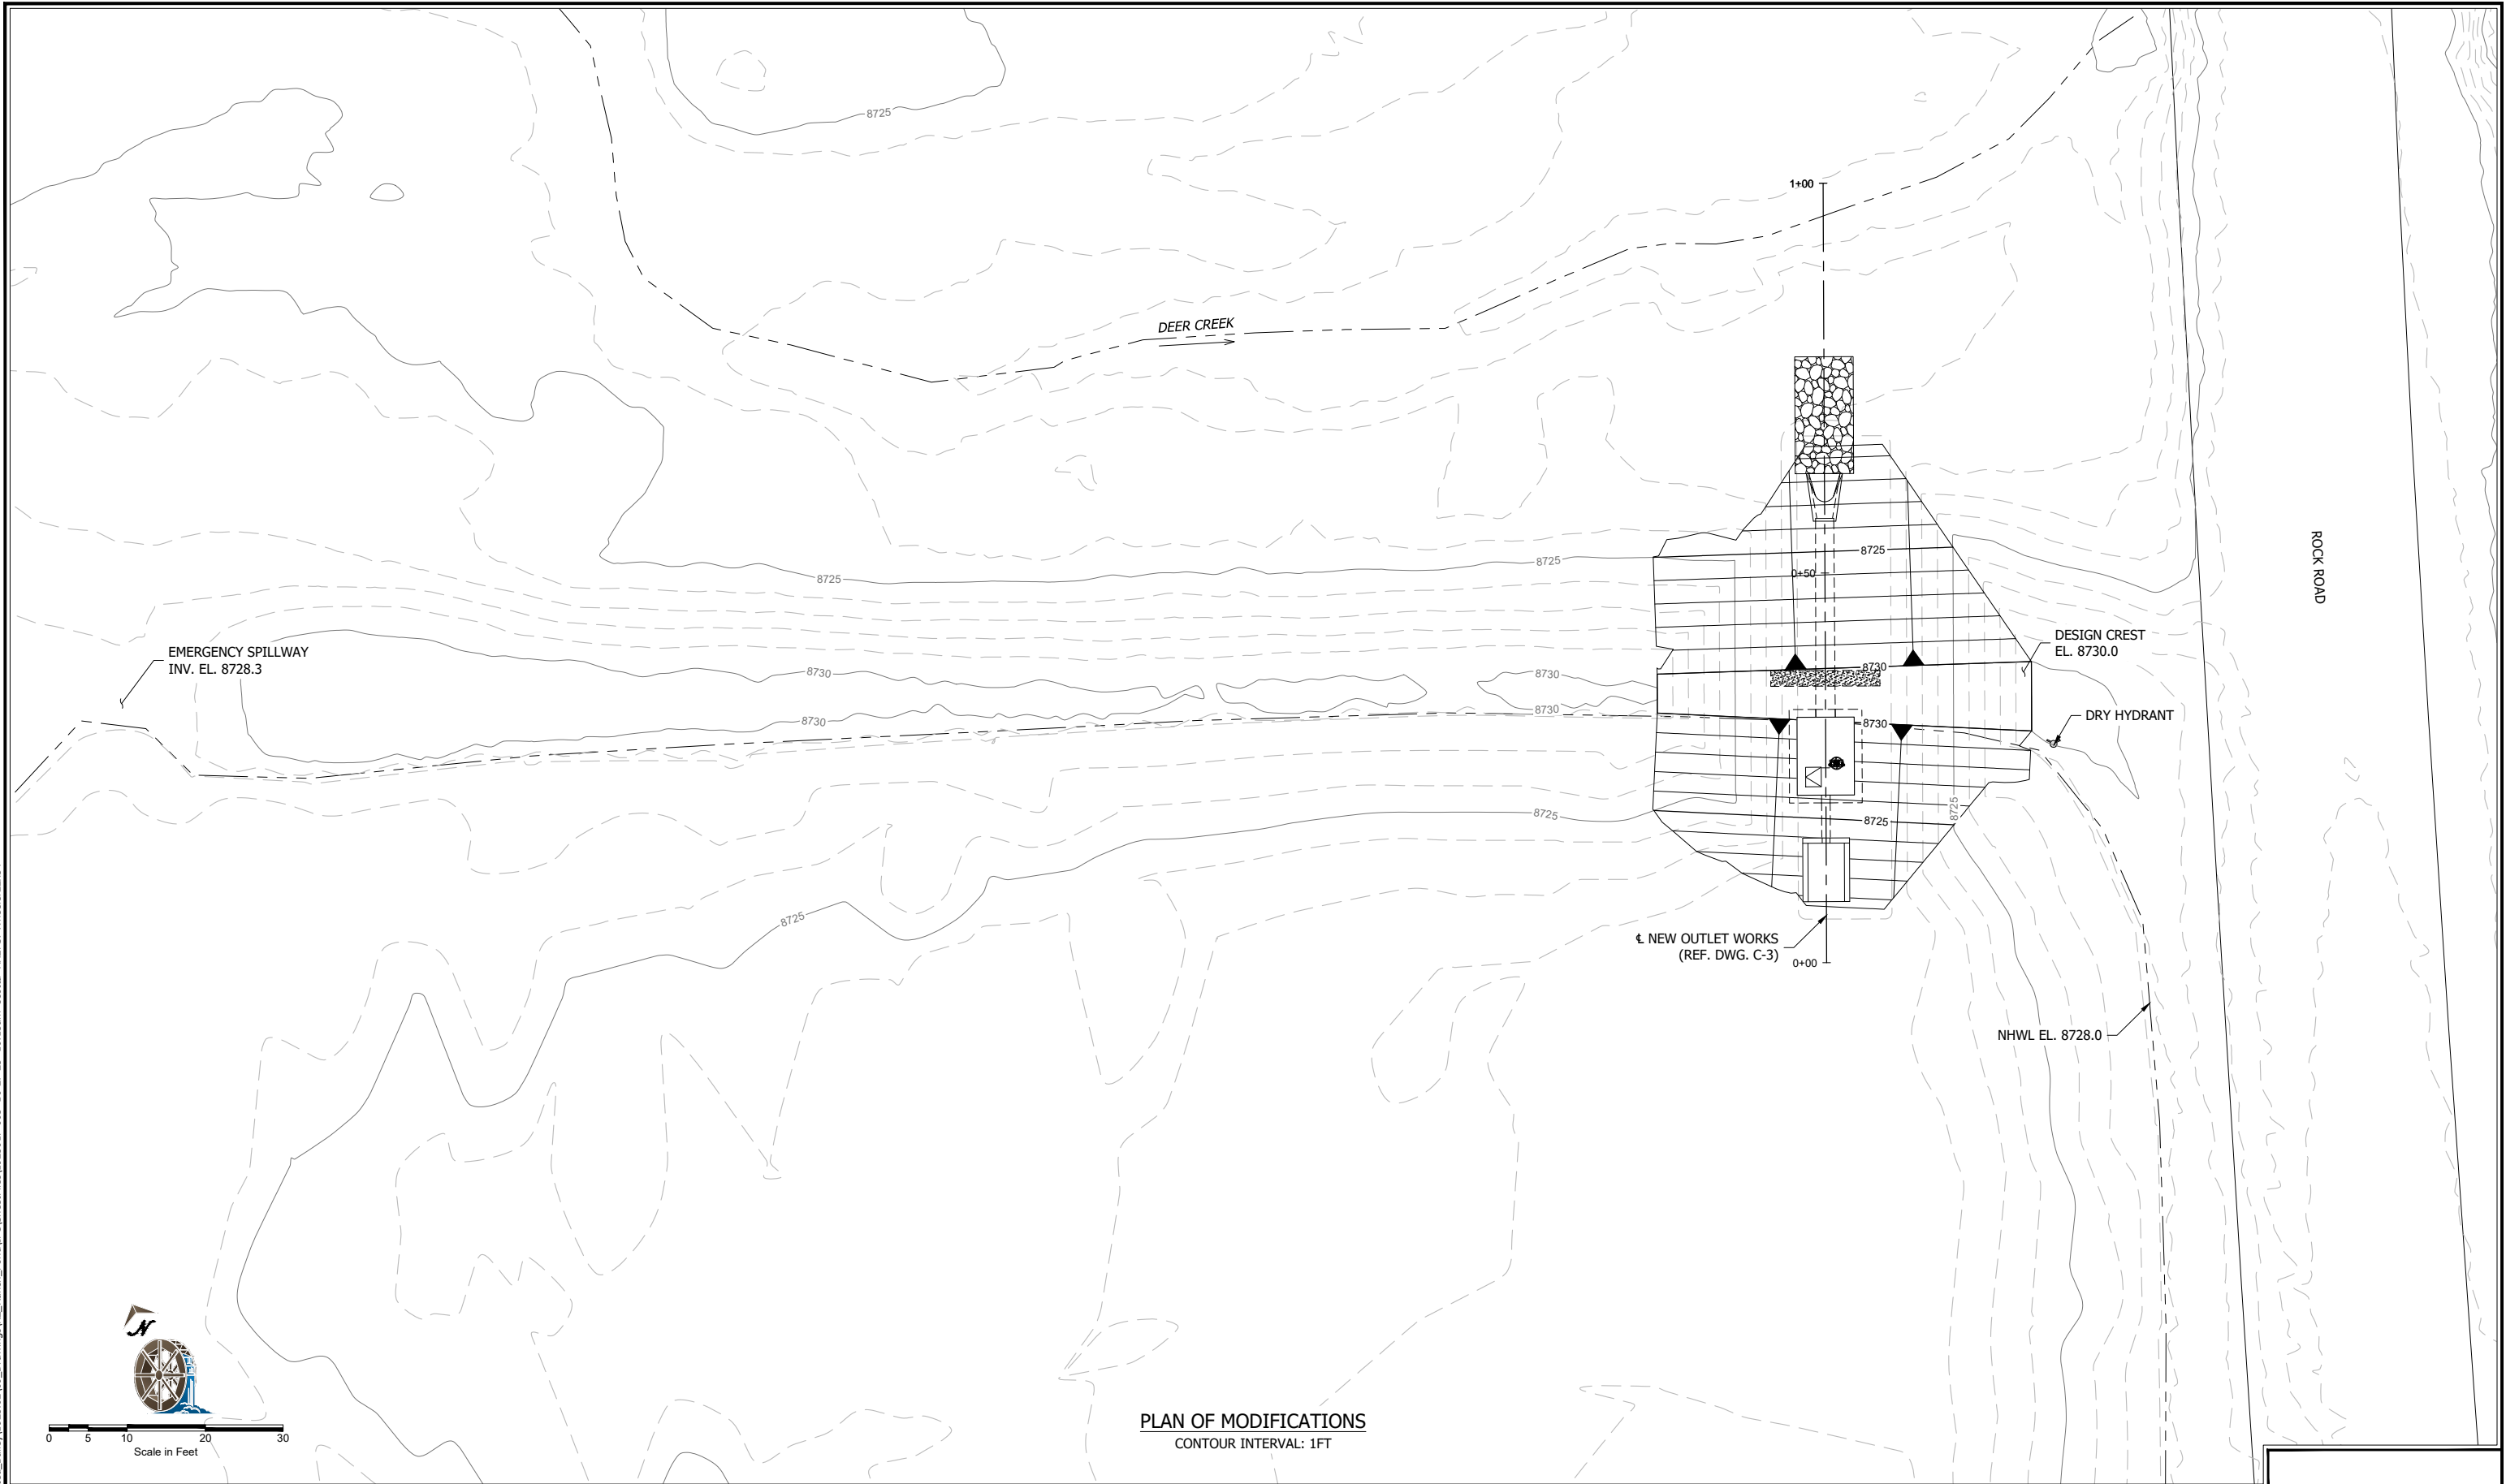 8725
1+00
DEER CREEK
ROCK ROAD
8725
8725
8725
0+50
EMERGENCY SPILLWAY
INV. EL. 8728.3
DESIGN CREST
EL. 8730.0
8730
8730
8730
8730
8730
8730
DRY HYDRANT
8725
8725
8725
8725
℄ NEW OUTLET WORKS
(REF. DWG. C-3)
0+00
NHWL EL. 8728.0
N
0 5 10 20 30
Scale in Feet
PLAN OF MODIFICATIONS
CONTOUR INTERVAL: 1FT